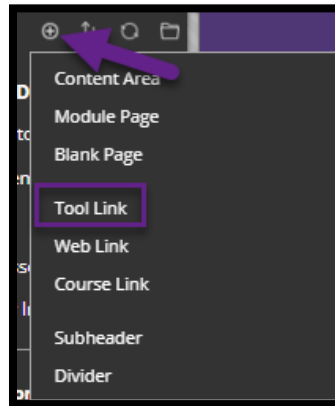 Content Area
Module Page
Blank Page
Tool Link
Web Link
Course Link
Subheader
Divider